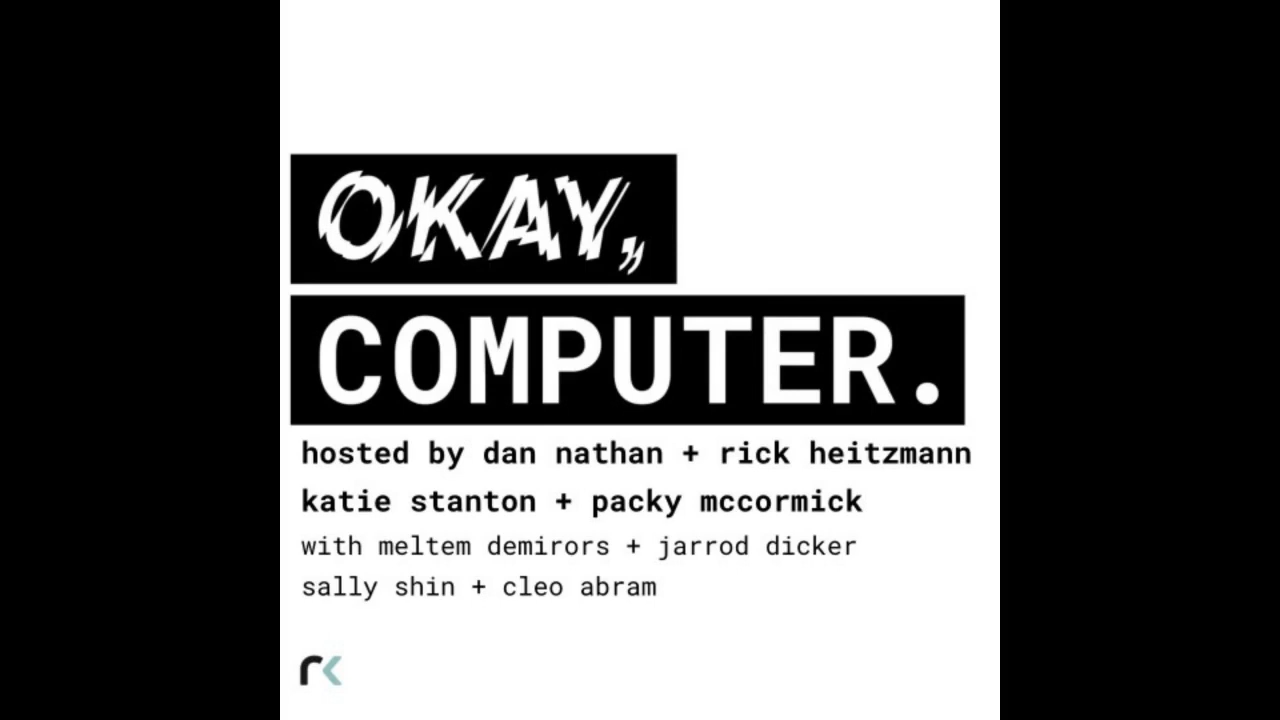 OKAY,
COMPUTER.
hosted by dan nathan + rick heitzmann
katie stanton + packy mccormick
with meltem demirors + jarrod dicker
sally shin + cleo abram
rk